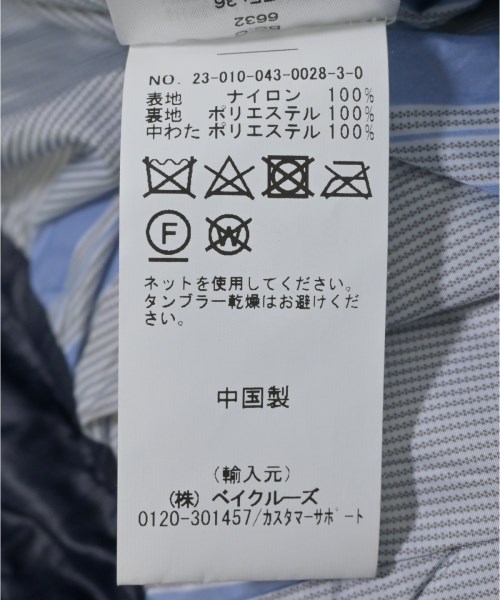 6632
NO. 23-010-043-0028-3-0
表地 ナイロン 100%
裏地 ポリエステル 100%
中わた ポリエステル 100%
F W
ネットを使用してください。
タンブラー乾燥はお避けくだ
さい。
中国製
(輸入元)
(株) ベイクルーズ
0120-301457/カスタマーサポート